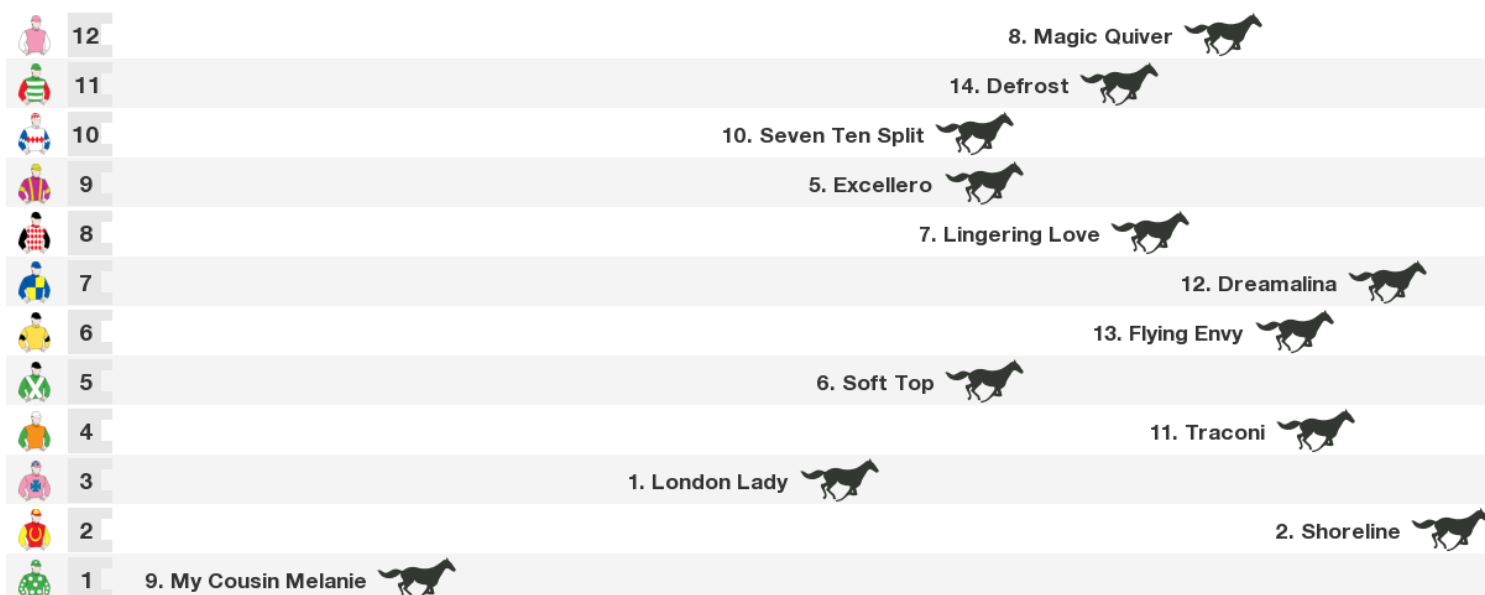 12 8. Magic Quiver
11 14. Defrost
10 10. Seven Ten Split
9 5. Excellero
8 7. Lingering Love
7 12. Dreamalina
6 13. Flying Envy
5 6. Soft Top
4 11. Traconi
3 1. London Lady
2 2. Shoreline
1 9. My Cousin Melanie